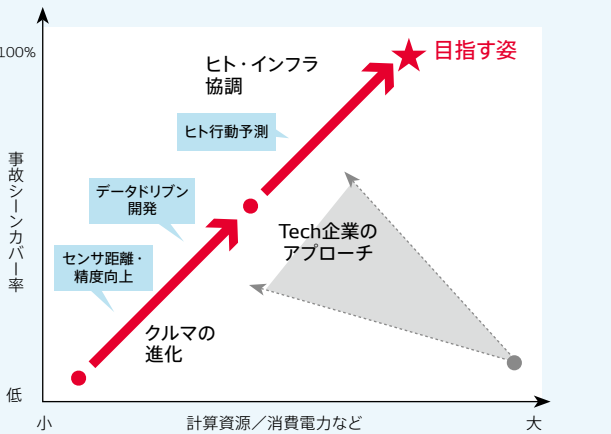 100%
目指す姿
ヒト・インフラ
協調
ヒト行動予測
データドリブン
開発
Tech企業の
アプローチ
センサ距離・
精度向上
クルマの
進化
事故シーンカバー率
低
小
計算資源／消費電力など
大